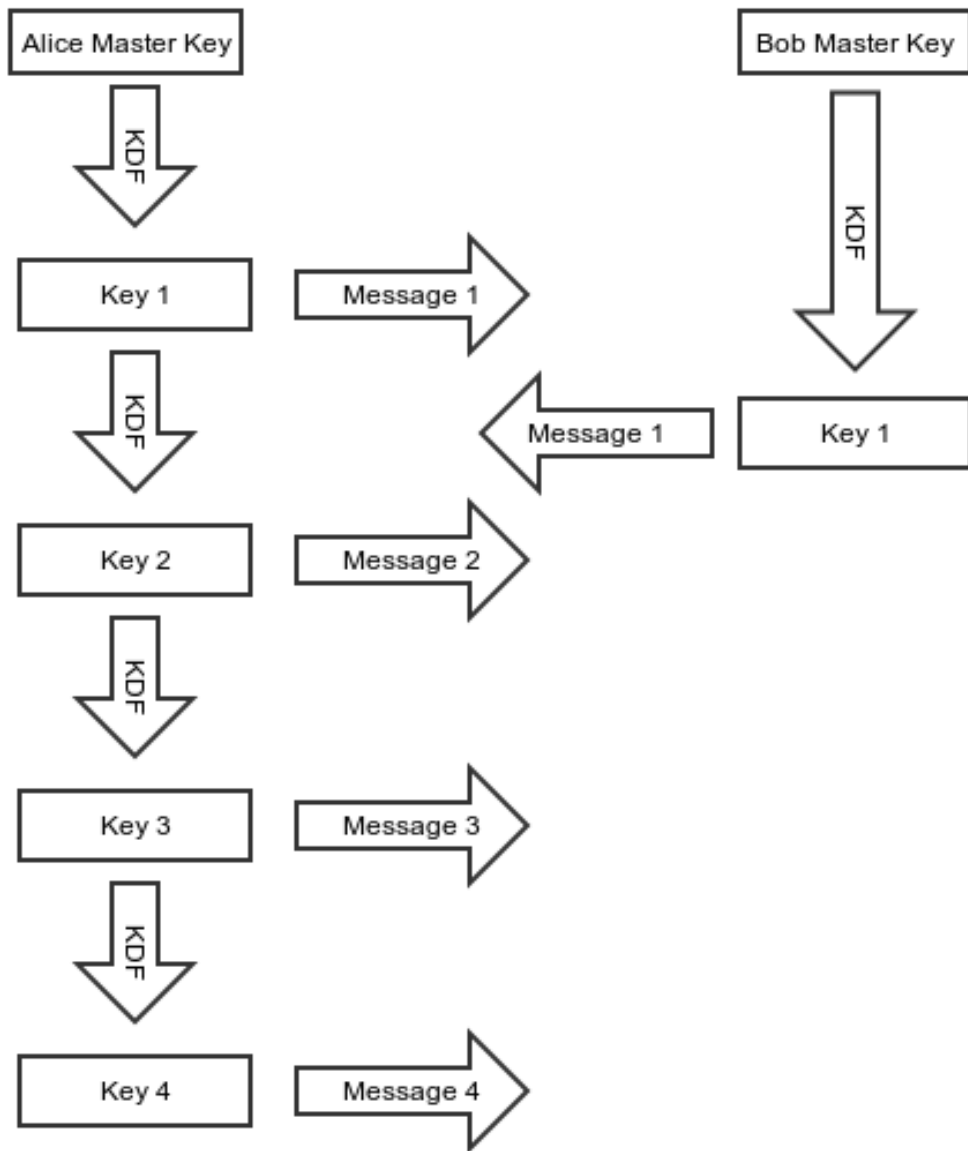 Alice Master Key
Bob Master Key
KDF
KDF
Key 1
Message 1
KDF
Message 1
Key 1
Key 2
Message 2
KDF
Key 3
Message 3
KDF
Key 4
Message 4